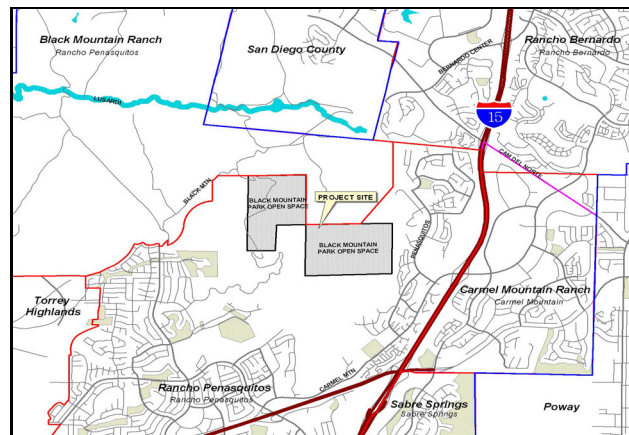 Black Mountain Ranch
Rancho Penasquitos
San Diego County
Rancho Bernardo
Rancho Bernardo
BERNARDO CENTER
LUSARDI
15
CAM DEL NORTE
BLACK MTN
BLACK MOUNTAIN
PARK OPEN SPACE
PROJECT SITE
BLACK MOUNTAIN
PARK OPEN SPACE
PENASQUITOS
Torrey
Highlands
Carmel Mountain Ranch
Carmel Mountain
CARMEL MTN
Rancho Penasquitos
Rancho Penasquitos
Sabre Springs
Sabre Springs
Poway